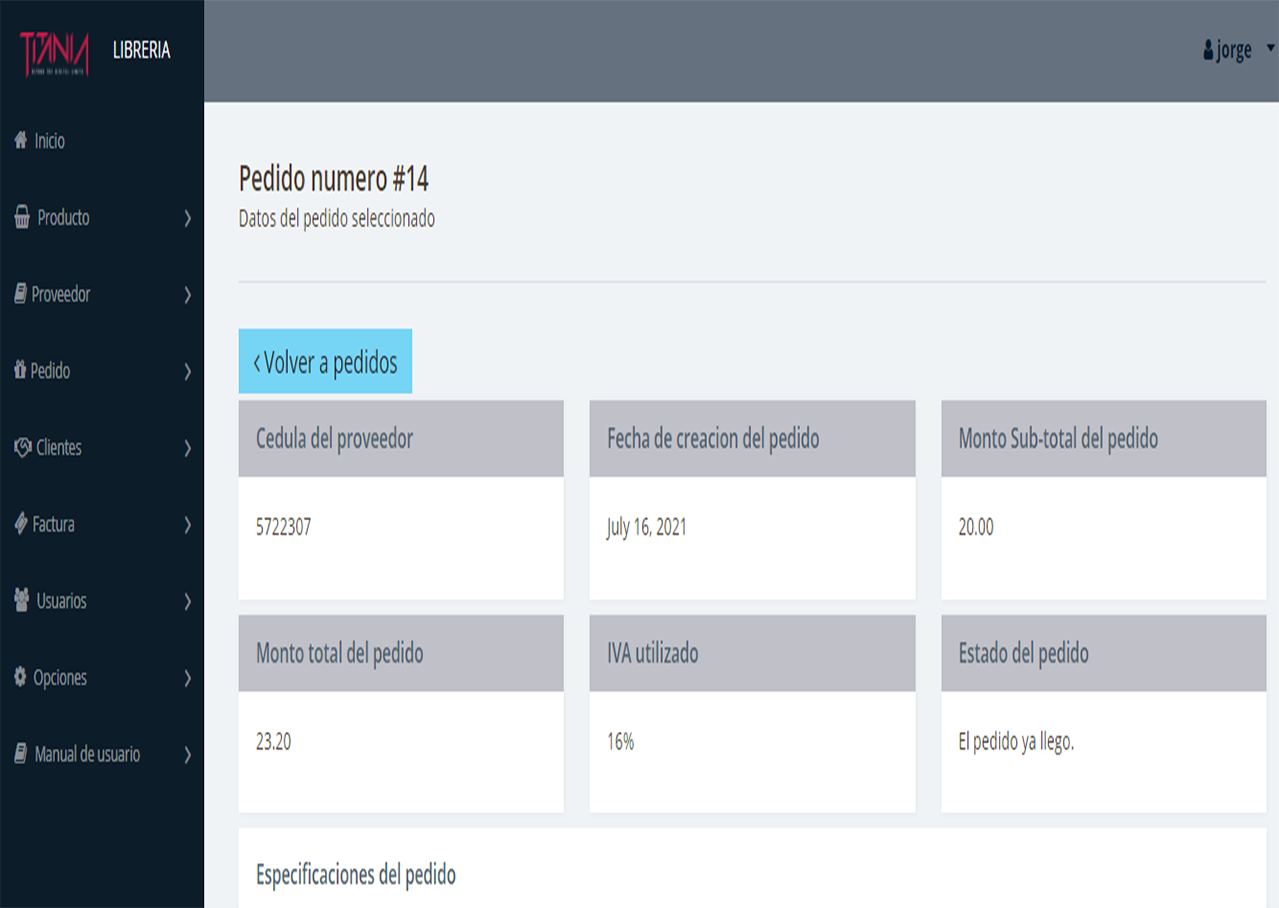 TITANIA
LIBRERIA
jorge
Inicio
Producto
Proveedor
Pedido
Clientes
Factura
Usuarios
Opciones
Manual de usuario
Pedido numero #14
Datos del pedido seleccionado
Volver a pedidos
Cedula del proveedor
5722307
Fecha de creacion del pedido
July 16, 2021
Monto Sub-total del pedido
20.00
Monto total del pedido
23.20
IVA utilizado
16%
Estado del pedido
El pedido ya llego.
Especificaciones del pedido